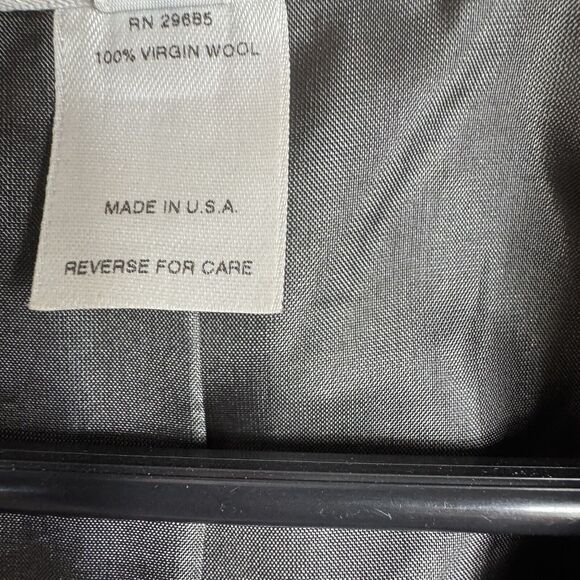 RN 29685
100% VIRGIN WOOL
MADE IN U.S.A.
REVERSE FOR CARE